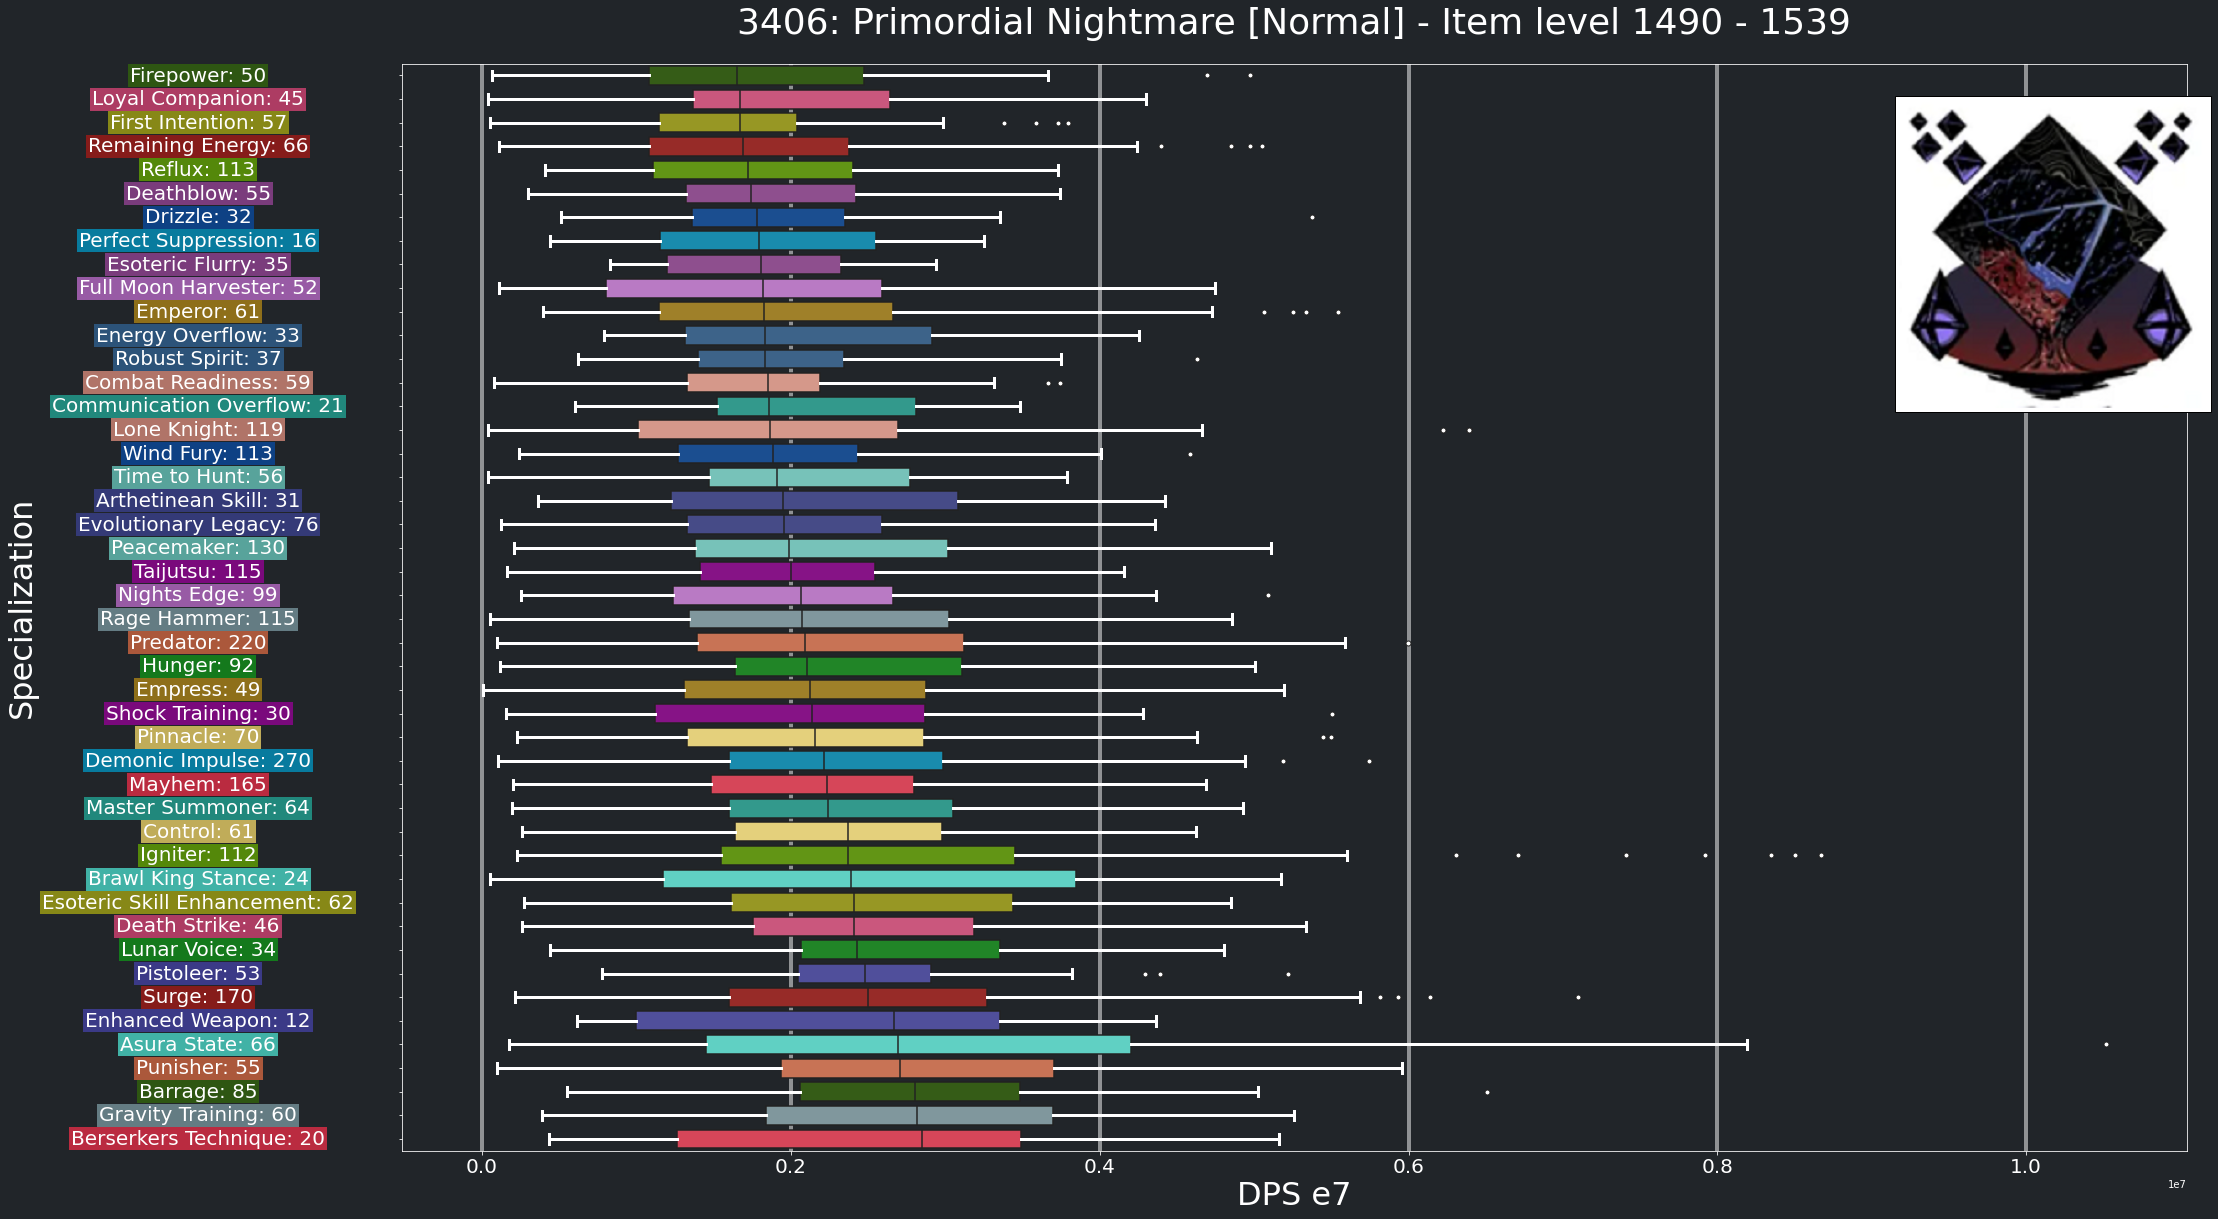 3406: Primordial Nightmare [Normal] - Item level 1490 - 1539
Specialization
Firepower: 50
Loyal Companion: 45
First Intention: 57
Remaining Energy: 66
Reflux: 113
Deathblow: 55
Drizzle: 32
Perfect Suppression: 16
Esoteric Flurry: 35
Full Moon Harvester: 52
Emperor: 61
Energy Overflow: 33
Robust Spirit: 37
Combat Readiness: 59
Communication Overflow: 21
Lone Knight: 119
Wind Fury: 113
Time to Hunt: 56
Arthetinean Skill: 31
Evolutionary Legacy: 76
Peacemaker: 130
Taijutsu: 115
Nights Edge: 99
Rage Hammer: 115
Predator: 220
Hunger: 92
Empress: 49
Shock Training: 30
Pinnacle: 70
Demonic Impulse: 270
Mayhem: 165
Master Summoner: 64
Control: 61
Igniter: 112
Brawl King Stance: 24
Esoteric Skill Enhancement: 62
Death Strike: 46
Lunar Voice: 34
Pistoleer: 53
Surge: 170
Enhanced Weapon: 12
Asura State: 66
Punisher: 55
Barrage: 85
Gravity Training: 60
Berserkers Technique: 20
0.0 0.2 0.4 0.6 0.8 1.0
1e7
DPS e7